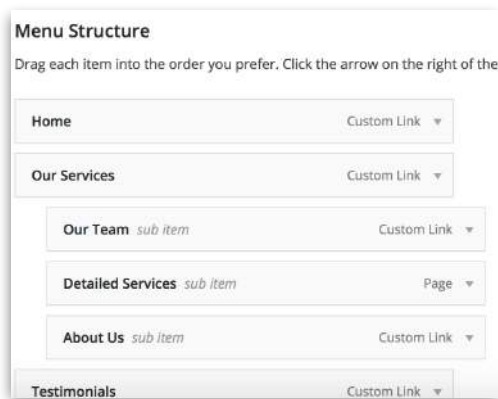 Menu Structure
Drag each item into the order you prefer. Click the arrow on the right of the
Home Custom Link
Our Services Custom Link
Our Team sub item Custom Link
Detailed Services sub item Page
About Us sub item Custom Link
Testimonials Custom Link